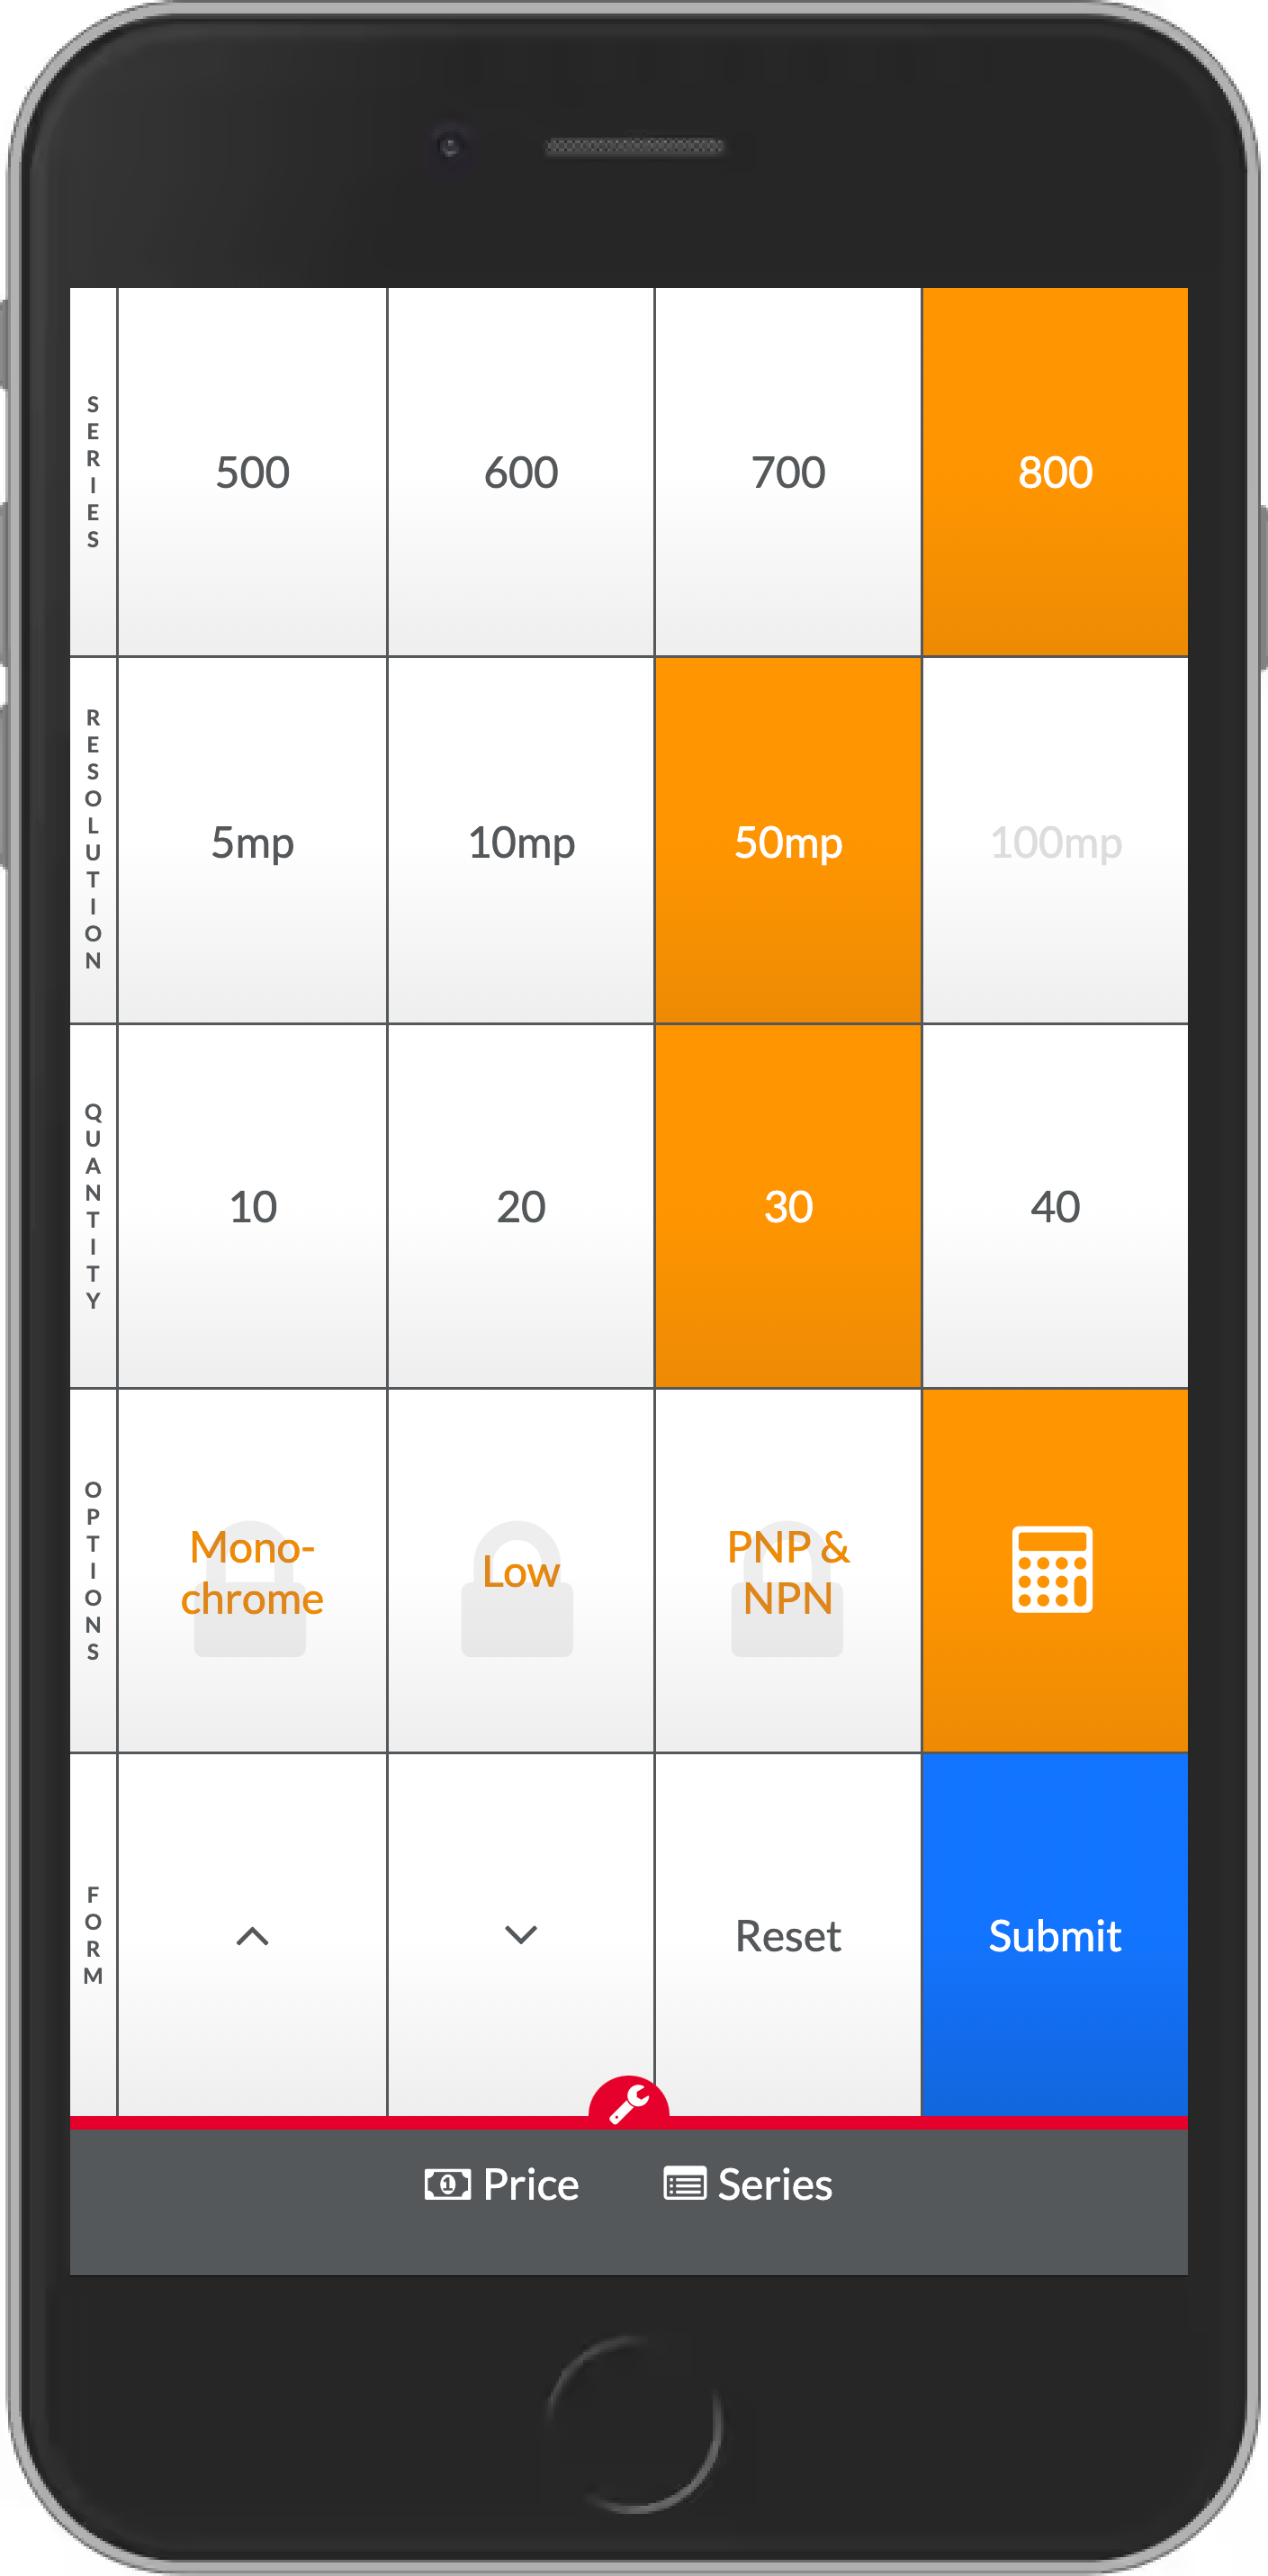 SERIES
500
600
700
800
RESOLUTION
5mp
10mp
50mp
100mp
QUANTITY
10
20
30
40
OPTIONS
Mono-
chrome
Low
PNP &
NPN
FORM
Reset
Submit
1 Price
Series